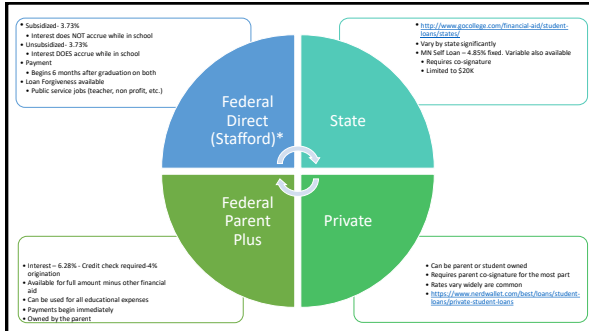 • Subsidized- 3.73%
• Interest does NOT accrue while in school
• Unsubsidized- 3.73%
• Interest DOES accrue while in school
• Payment
• Begins 6 months after graduation on both
• Loan Forgiveness available
• Public service jobs (teacher, non profit, etc.)
• http://www.gocollege.com/financial-aid/student-
loans/states/
• Vary by state significantly
• MN Self Loan – 4.85% fixed. Variable also available
• Requires co-signature
• Limited to $20K
Federal
Direct
(Stafford)*
State
Federal
Parent
Plus
Private
• Interest – 6.28% - Credit check required-4%
origination
• Available for full amount minus other financial
aid
• Can be used for all educational expenses
• Payments begin immediately
• Owned by the parent
• Can be parent or student owned
• Requires parent co-signature for the most part
• Rates vary widely are common
• https://www.nerdwallet.com/best/loans/student-
loans/private-student-loans